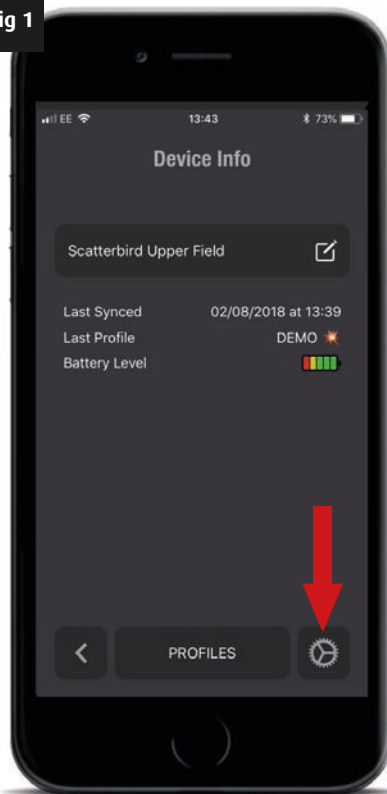 ig 1
EE 13:43 73%
Device Info
Scatterbird Upper Field
Last Synced 02/08/2018 at 13:39
Last Profile DEMO
Battery Level
PROFILES